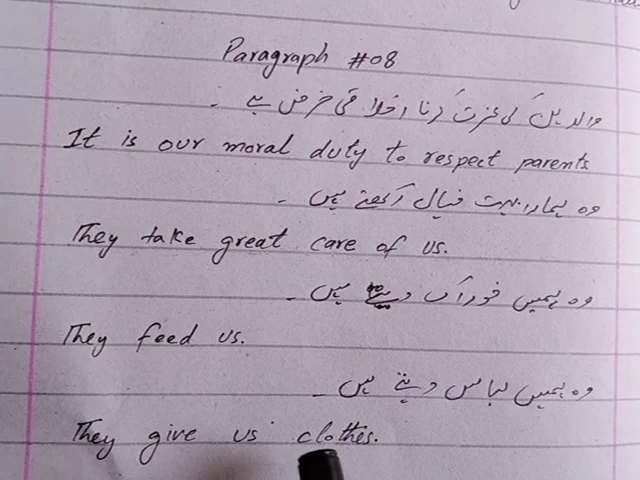 Paragraph #08
والدین کی عزت کرنا اخلاقی فرض ہے ۔
It is our moral duty to respect parents
وہ ہمارا بہت خیال رکھتے ہیں ۔
They take great care of us.
وہ ہمیں خوراک دیتے ہیں ۔
They feed us.
وہ ہمیں لباس دیتے ہیں ۔
They give us clothes.